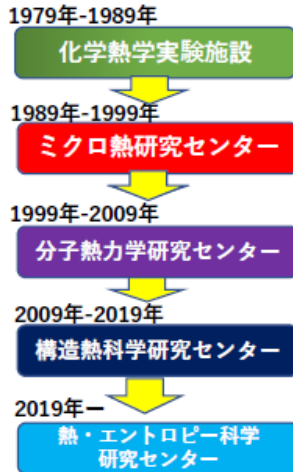 1979年-1989年
化学熱学実験施設
1989年-1999年
ミクロ熱研究センター
1999年-2009年
分子熱力学研究センター
2009年-2019年
構造熱科学研究センター
2019年ー
熱・エントロピー科学
研究センター